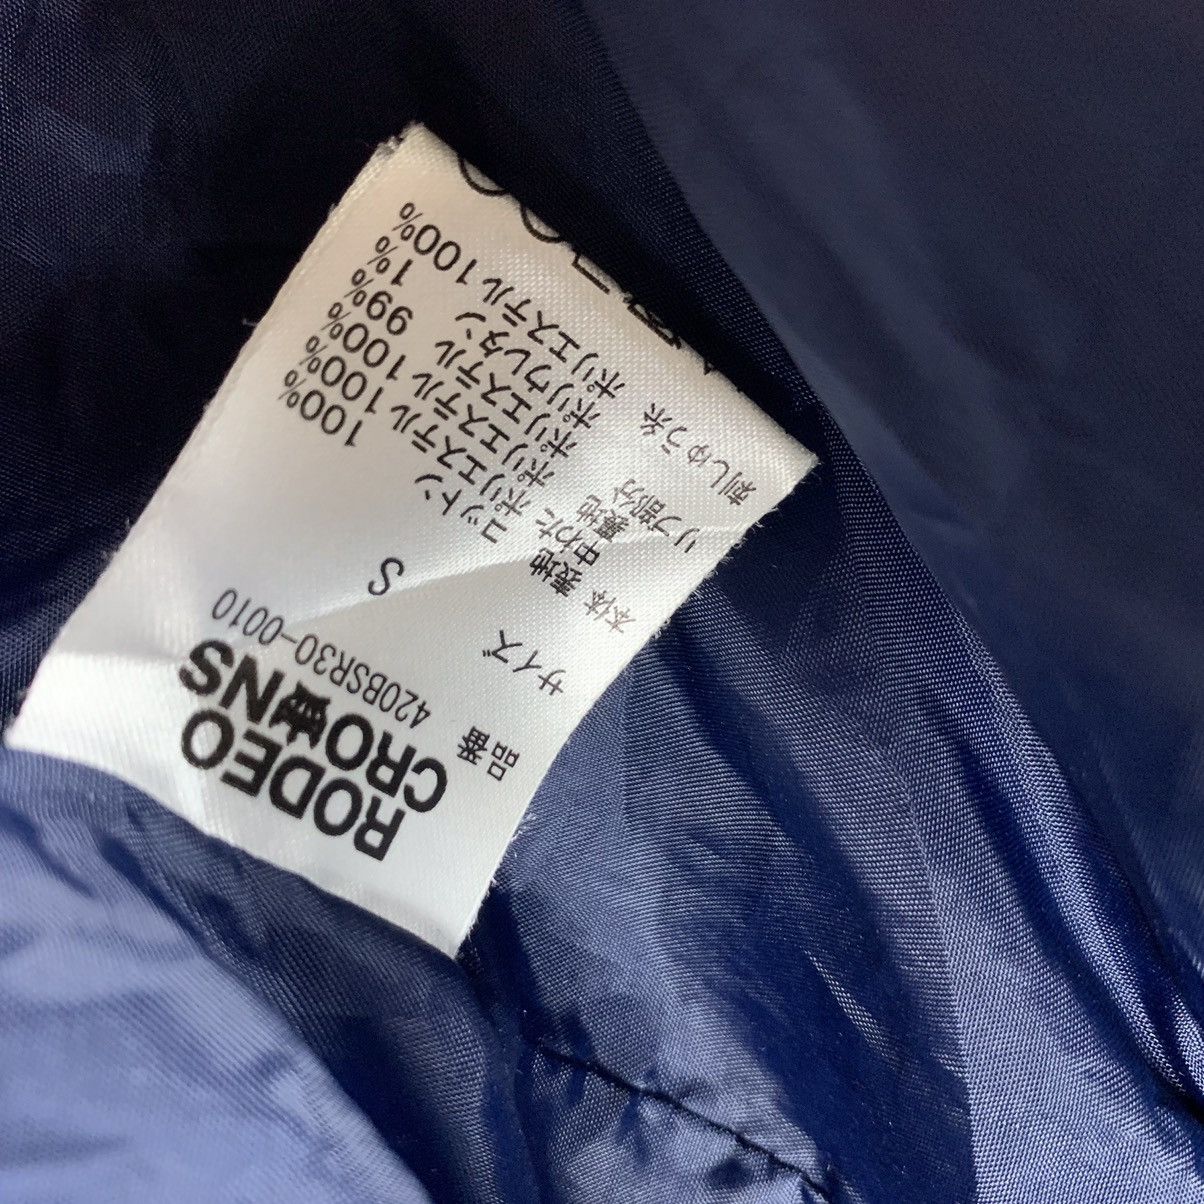 RODEO
CROWNS
品番 420BSR30-0010
サイズ S
本体 表地 コットン 100%
中わた ポリエステル 100%
裏地 ポリエステル 100%
リブ部分 ポリエステル 99%
ポリウレタン 1%
刺しゅう糸 ポリエステル 100%